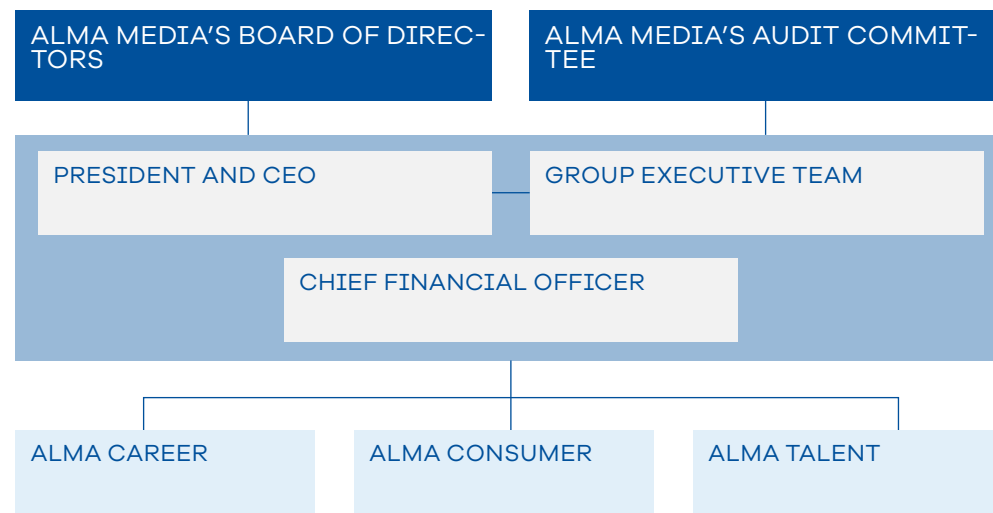 ALMA MEDIA'S BOARD OF DIREC-
TORS
ALMA MEDIA'S AUDIT COMMIT-
TEE
PRESIDENT AND CEO
GROUP EXECUTIVE TEAM
CHIEF FINANCIAL OFFICER
ALMA CAREER
ALMA CONSUMER
ALMA TALENT